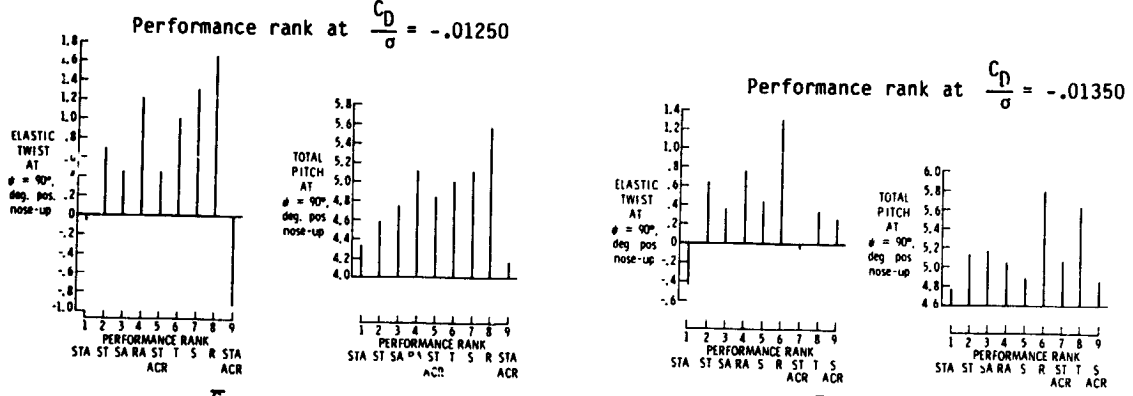 Performance rank at C_D/σ = -.01250
1.8
1.6
1.4
1.2
1.0
.8
.6
.2
0
-.2
-.4
-.6
-.8
-1.0
ELASTIC
TWIST
AT
ψ = 90°,
deg. pos.
nose-up
1 2 3 4 5 6 7 8 9
PERFORMANCE RANK
STA ST SA RA ST T S R STA
ACR ACR
5.8
5.6
5.4
5.2
5.0
4.8
4.6
4.4
4.2
4.0
TOTAL
PITCH
AT
ψ = 90°,
deg. pos
nose-up
1 2 3 4 5 6 7 8 9
PERFORMANCE RANK
STA ST SA ST T S R STA
ACR
Performance rank at C_D/σ = -.01350
1.4
1.2
1.0
.8
.6
.4
.2
0
-.2
-.4
-.6
ELASTIC
TWIST
AT
ψ = 90°,
deg pos
nose-up
1 2 3 4 5 6 7 8 9
PERFORMANCE RANK
STA ST SA RA S R ST T S
ACR ACR
6.0
5.8
5.6
5.4
5.2
5.0
4.8
4.6
TOTAL
PITCH
AT
ψ = 90°,
deg pos
nose-up
1 2 3 4 5 6 7 8 9
PERFORMANCE RANK
STA ST SA RA S R ST T S
ACR ACR